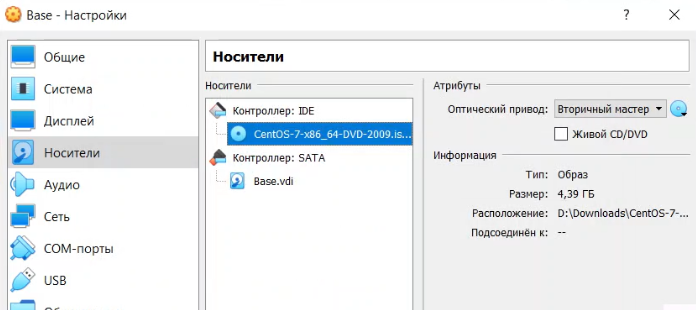 Base - Настройки
Общие
Система
Дисплей
Носители
Аудио
Сеть
COM-порты
USB
Носители
Носители
Контроллер: IDE
CentOS-7-x86_64-DVD-2009.is...
Контроллер: SATA
Base.vdi
Атрибуты
Оптический привод: Вторичный мастер
Живой CD/DVD
Информация
Тип: Образ
Размер: 4,39 ГБ
Расположение: D:\Downloads\CentOS-7-...
Подсоединён к: --